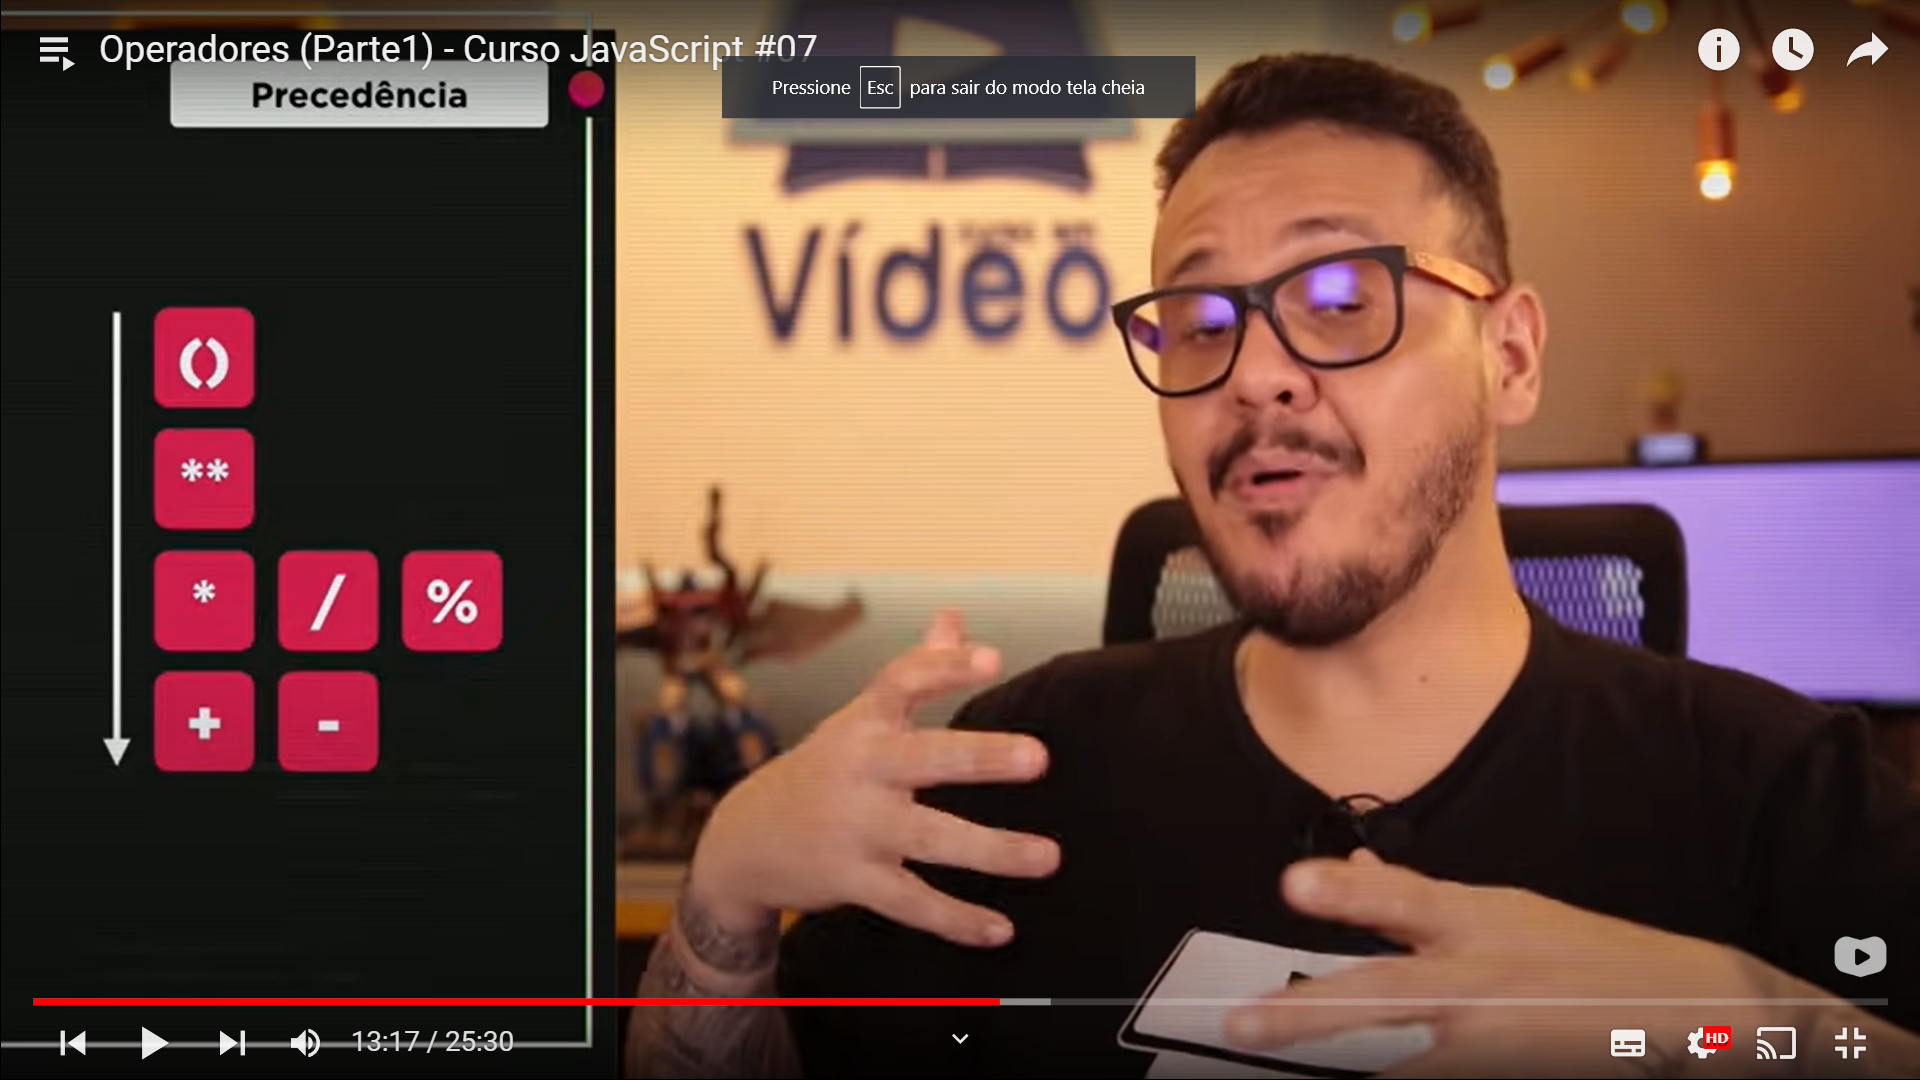 Operadores (Parte1) - Curso JavaScript #07
Pressione Esc para sair do modo tela cheia
Precedência
Vídeo
()
**
* / %
+ -
13:17 / 25:30
HD